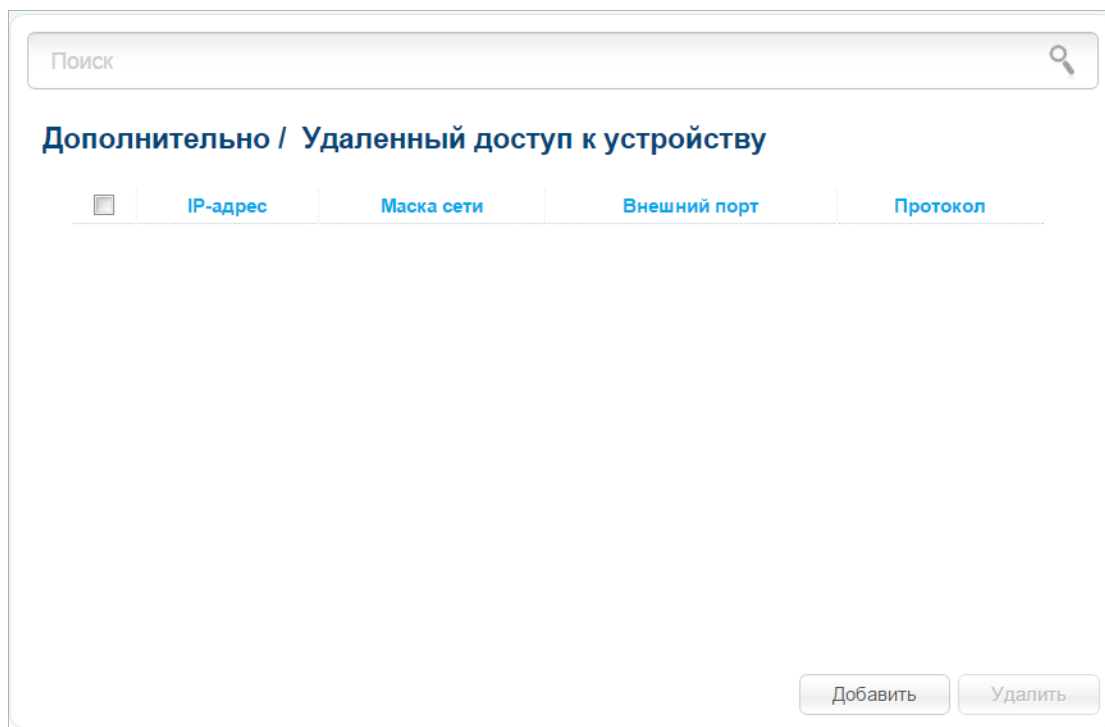 Поиск
Дополнительно / Удаленный доступ к устройству
IP-адрес Маска сети Внешний порт Протокол
Добавить Удалить